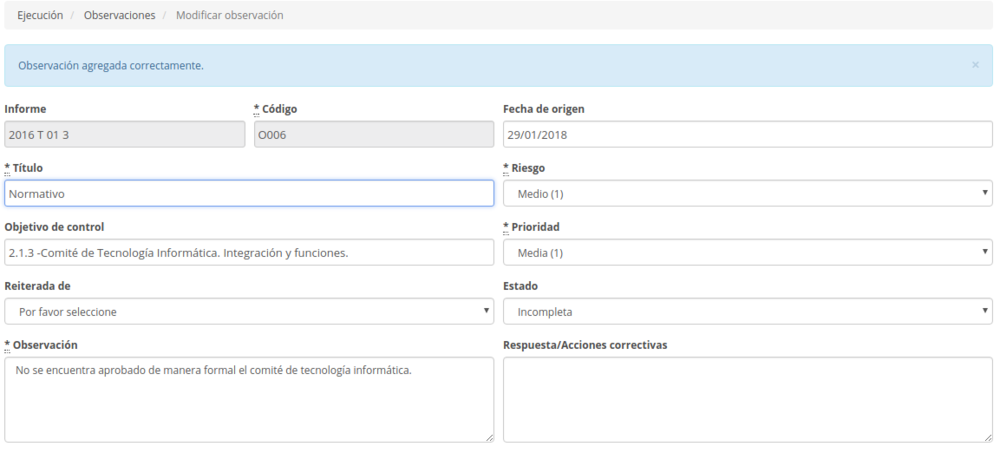 Ejecución / Observaciones / Modificar observación
Observación agregada correctamente. ×
Informe * Código Fecha de origen
2016 T 01 3 O006 29/01/2018
* Título * Riesgo
Normativo Medio (1)
Objetivo de control * Prioridad
2.1.3 -Comité de Tecnología Informática. Integración y funciones. Media (1)
Reiterada de Estado
Por favor seleccione Incompleta
* Observación Respuesta/Acciones correctivas
No se encuentra aprobado de manera formal el comité de tecnología informática.